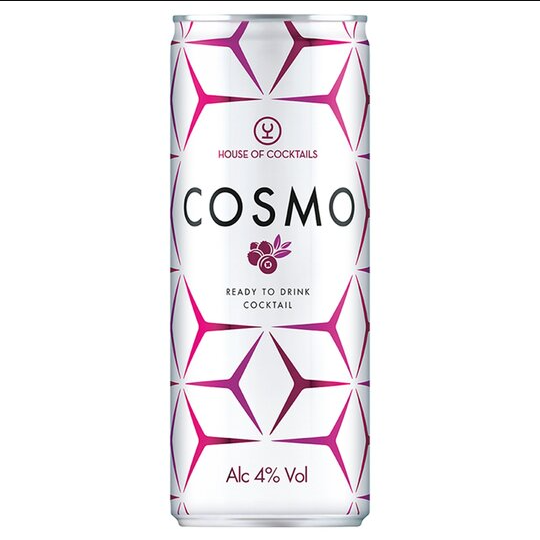 HOUSE OF COCKTAILS
COSMO
READY TO DRINK
COCKTAIL
Alc 4% Vol